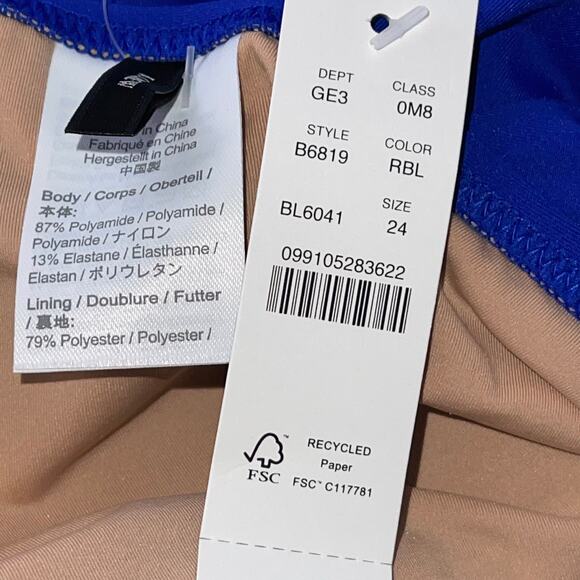 in China
Fabriqué en Chine
Hergestellt in China
中国製
Body / Corps / Oberteil /
本体:
87% Polyamide / Polyamide /
Polyamide / ナイロン
13% Elastane / Élasthanne /
Elastan / ポリウレタン
Lining / Doublure / Futter
/ 裏地:
79% Polyester / Polyester /
DEPT CLASS
GE3 0M8
STYLE COLOR
B6819 RBL
SIZE
BL6041 24
099105283622
FSC
RECYCLED
Paper
FSC™ C117781